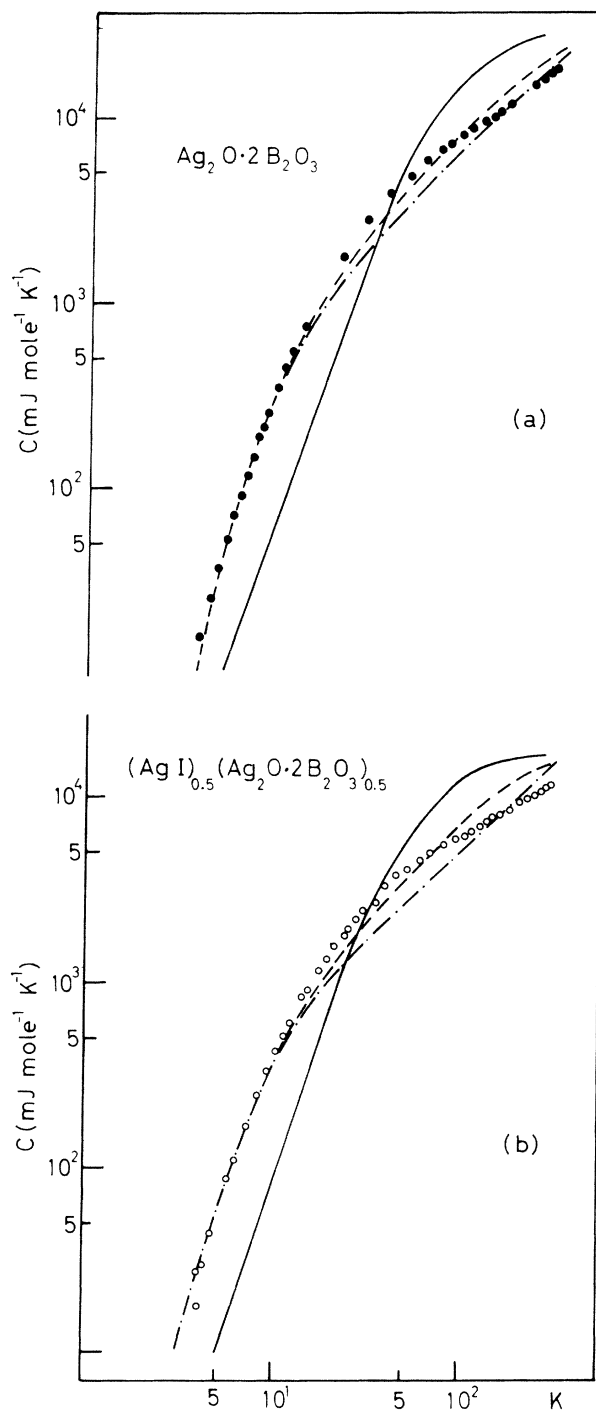 10⁴
Ag₂O·2B₂O₃
5
C(mJ mole⁻¹ K⁻¹)
10³
5
(a)
10²
5
(AgI)₀.₅(Ag₂O·2B₂O₃)₀.₅
10⁴
5
C(mJ mole⁻¹ K⁻¹)
10³
5
(b)
10²
5
5 10¹ 5 10² K